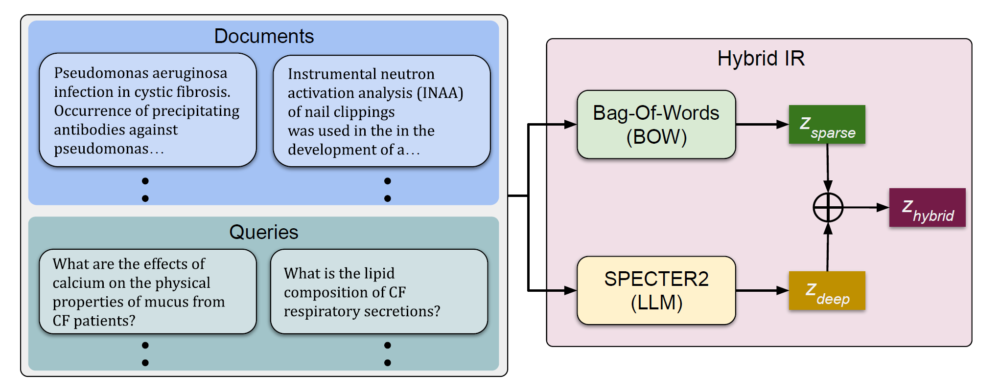 Documents
Pseudomonas aeruginosa
infection in cystic fibrosis.
Occurrence of precipitating
antibodies against
pseudomonas…
Instrumental neutron
activation analysis (INAA)
of nail clippings
was used in the in the
development of a…
Queries
What are the effects of
calcium on the physical
properties of mucus from
CF patients?
What is the lipid
composition of CF
respiratory secretions?
Hybrid IR
Bag-Of-Words
(BOW)
z sparse
z hybrid
SPECTER2
(LLM)
z deep